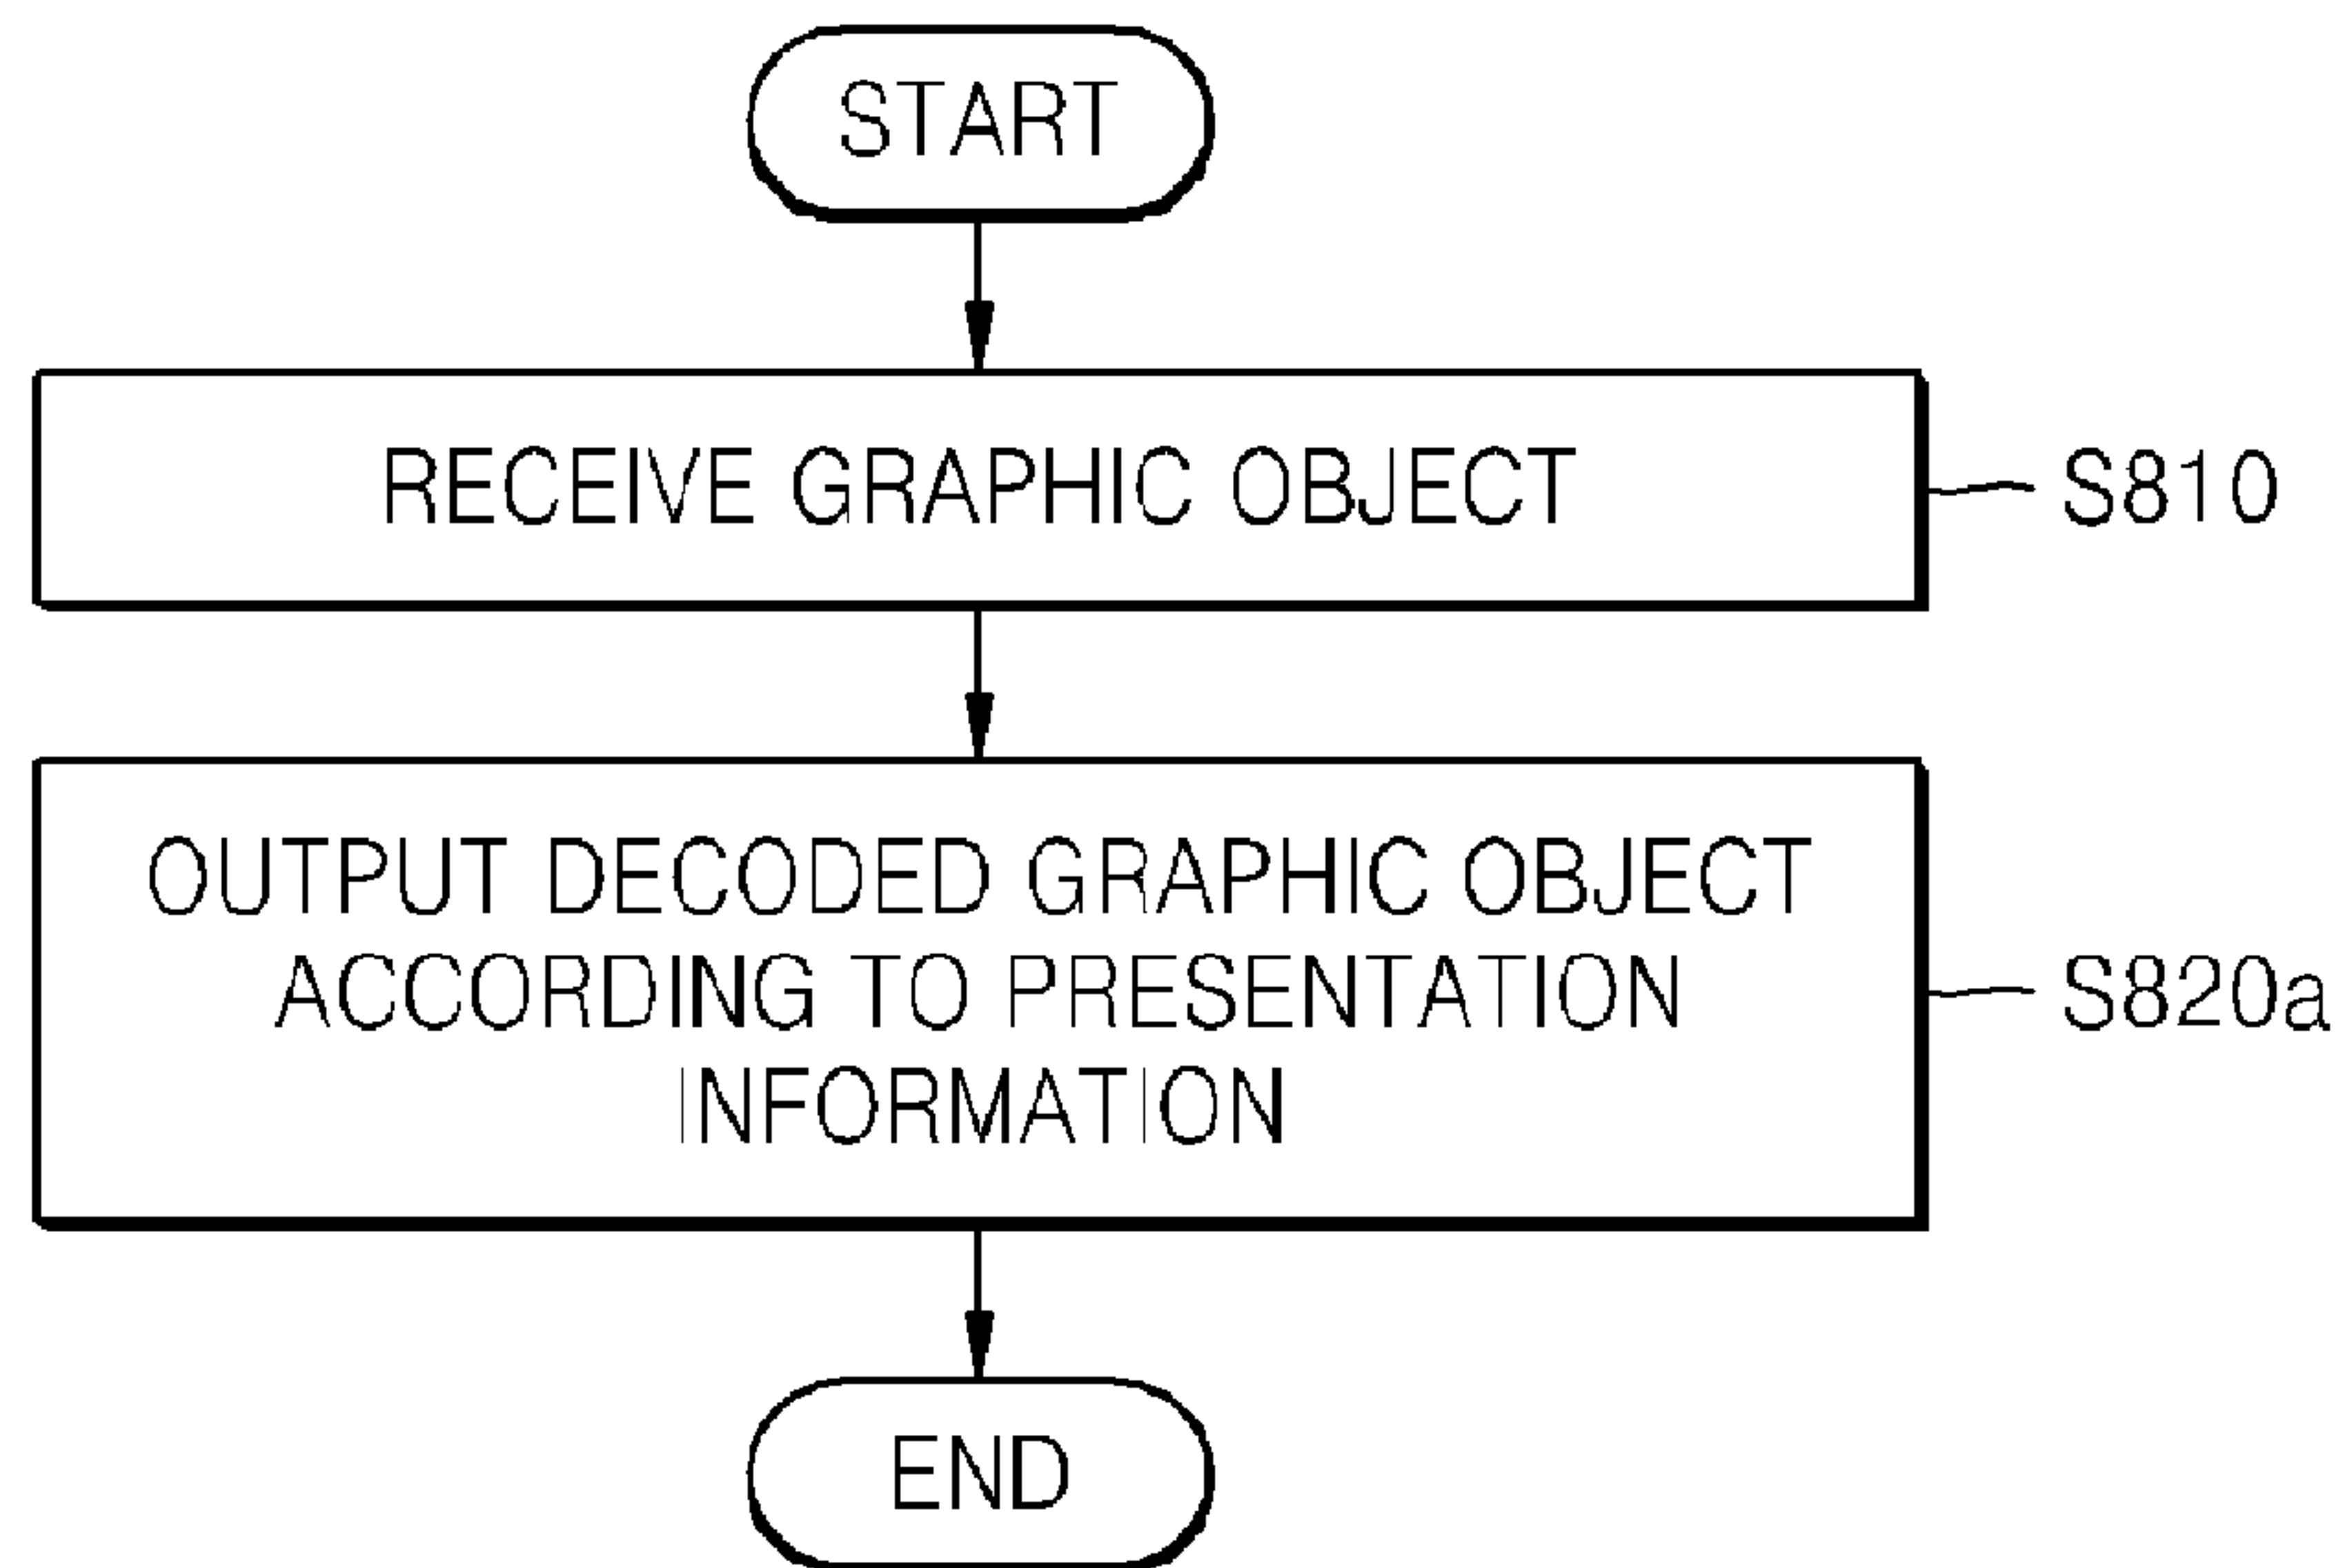 START
RECEIVE GRAPHIC OBJECT
S810
OUTPUT DECODED GRAPHIC OBJECT
ACCORDING TO PRESENTATION
INFORMATION
S820a
END